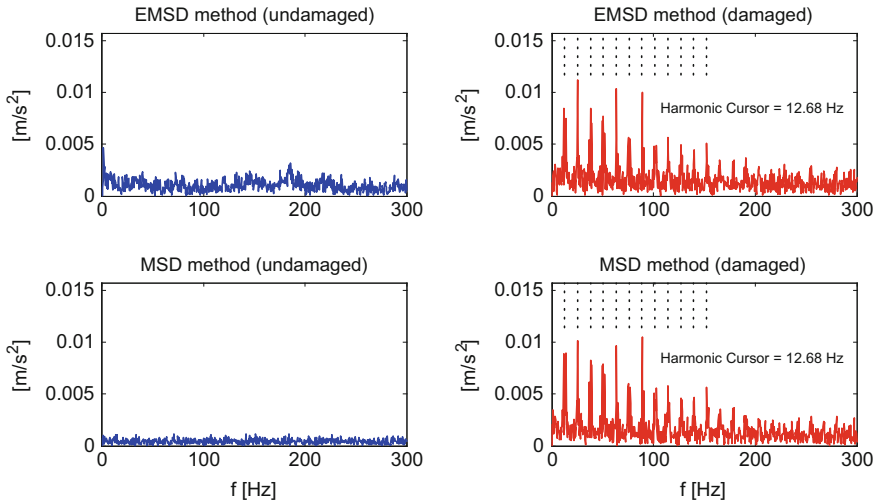 EMSD method (undamaged)
0.015
0.01
0.005
0
[m/s²]
0 100 200 300
EMSD method (damaged)
0.015
0.01
0.005
0
[m/s²]
Harmonic Cursor = 12.68 Hz
0 100 200 300
MSD method (undamaged)
0.015
0.01
0.005
0
[m/s²]
0 100 200 300
f [Hz]
MSD method (damaged)
0.015
0.01
0.005
0
[m/s²]
Harmonic Cursor = 12.68 Hz
0 100 200 300
f [Hz]